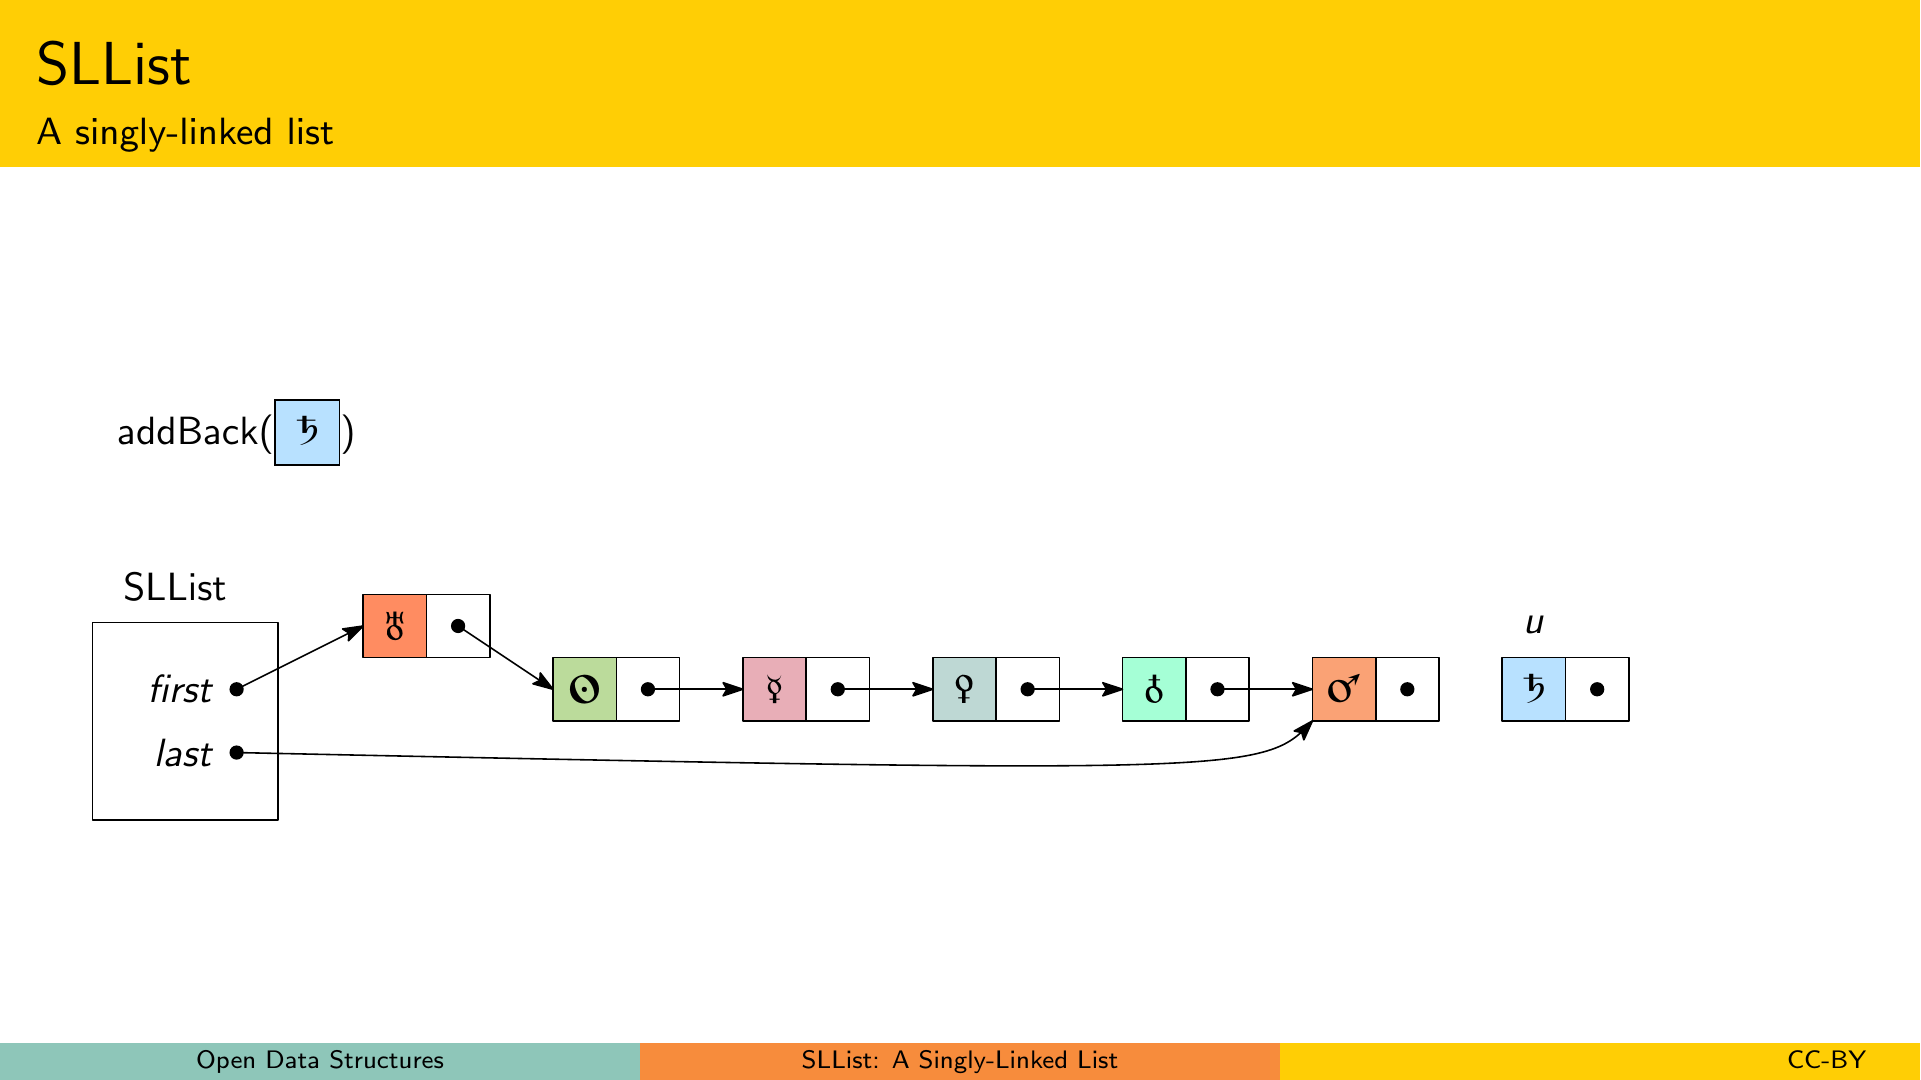 SLList
A singly-linked list
addBack(♄)
SLList
first
last
♅
⊙
☿
♀
♁
♂
u
♄
Open Data Structures
SLList: A Singly-Linked List
CC-BY